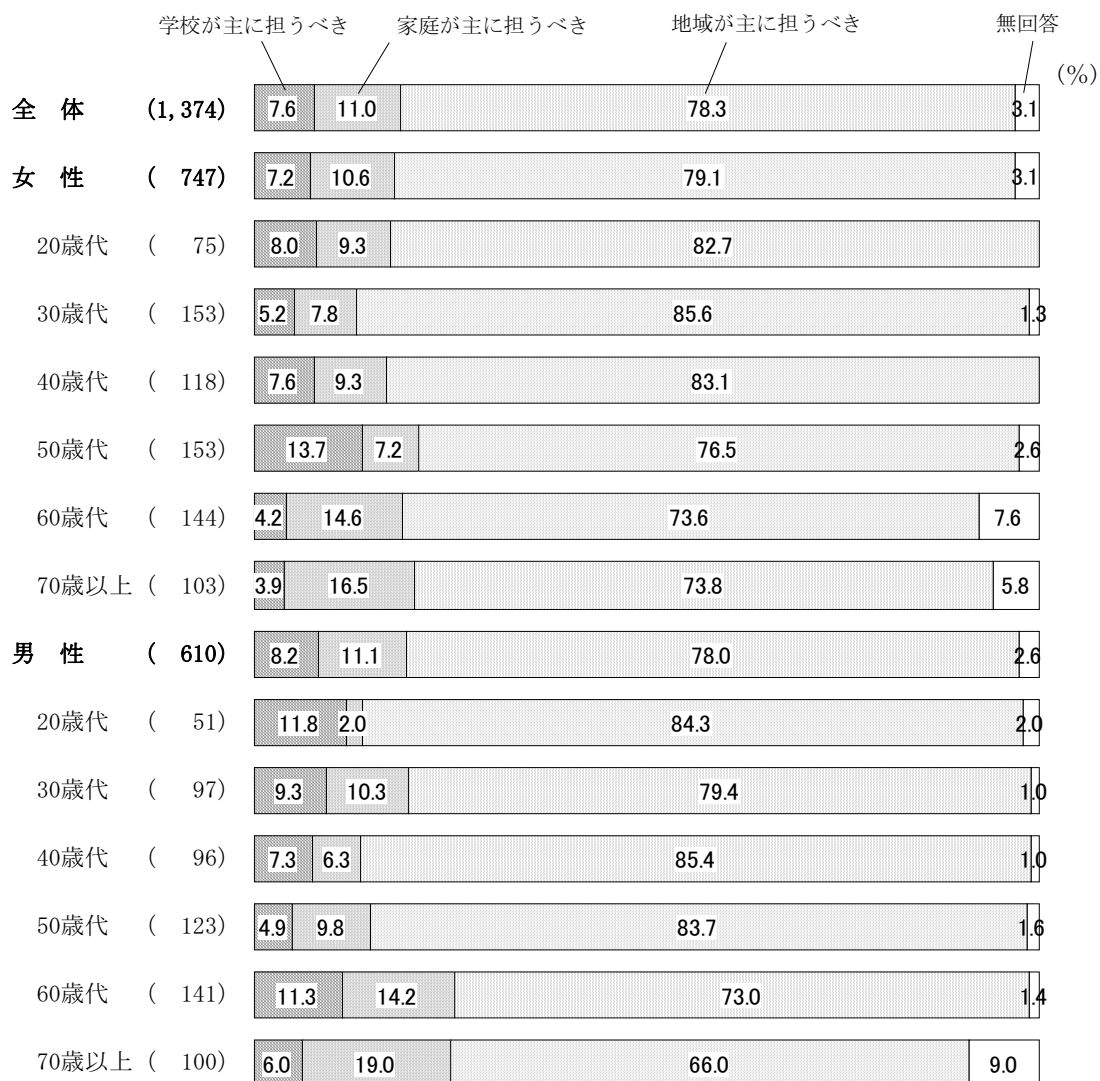 学校が主に担うべき 家庭が主に担うべき 地域が主に担うべき 無回答
(%)
全 体 (1,374) 7.6 11.0 78.3 3.1
女 性 ( 747) 7.2 10.6 79.1 3.1
20歳代 ( 75) 8.0 9.3 82.7
30歳代 ( 153) 5.2 7.8 85.6 1.3
40歳代 ( 118) 7.6 9.3 83.1
50歳代 ( 153) 13.7 7.2 76.5 2.6
60歳代 ( 144) 4.2 14.6 73.6 7.6
70歳以上 ( 103) 3.9 16.5 73.8 5.8
男 性 ( 610) 8.2 11.1 78.0 2.6
20歳代 ( 51) 11.8 2.0 84.3 2.0
30歳代 ( 97) 9.3 10.3 79.4 1.0
40歳代 ( 96) 7.3 6.3 85.4 1.0
50歳代 ( 123) 4.9 9.8 83.7 1.6
60歳代 ( 141) 11.3 14.2 73.0 1.4
70歳以上 ( 100) 6.0 19.0 66.0 9.0